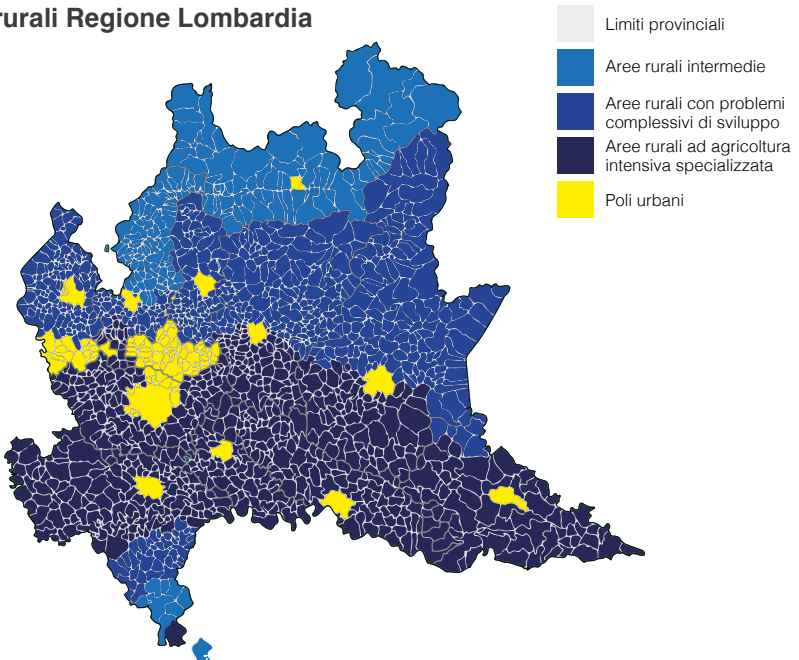 rurali Regione Lombardia
Limiti provinciali
Aree rurali intermedie
Aree rurali con problemi
complessivi di sviluppo
Aree rurali ad agricoltura
intensiva specializzata
Poli urbani